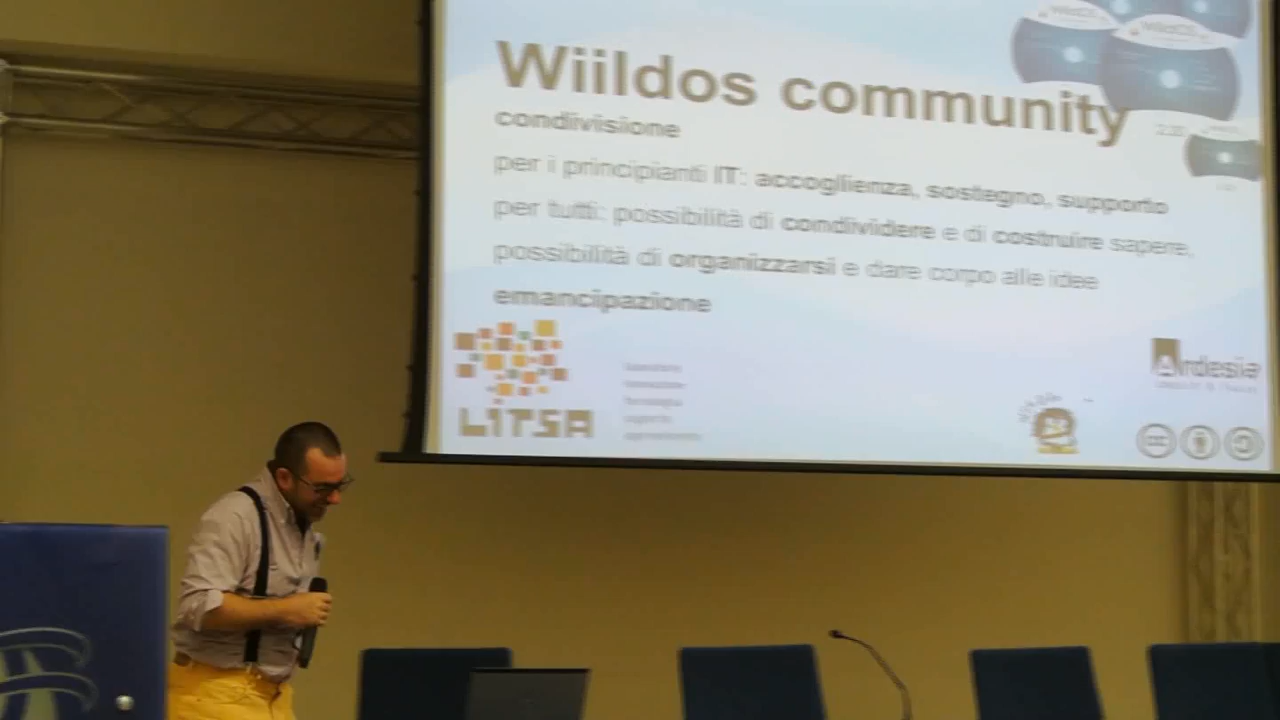 Wiildos community
condivisione
per i principianti IT: accoglienza, sostegno, supporto
per tutti: possibilità di condividere e di costruire sapere,
possibilità di organizzarsi e dare corpo alle idee
emancipazione
LiTSA
Ardesia
cc